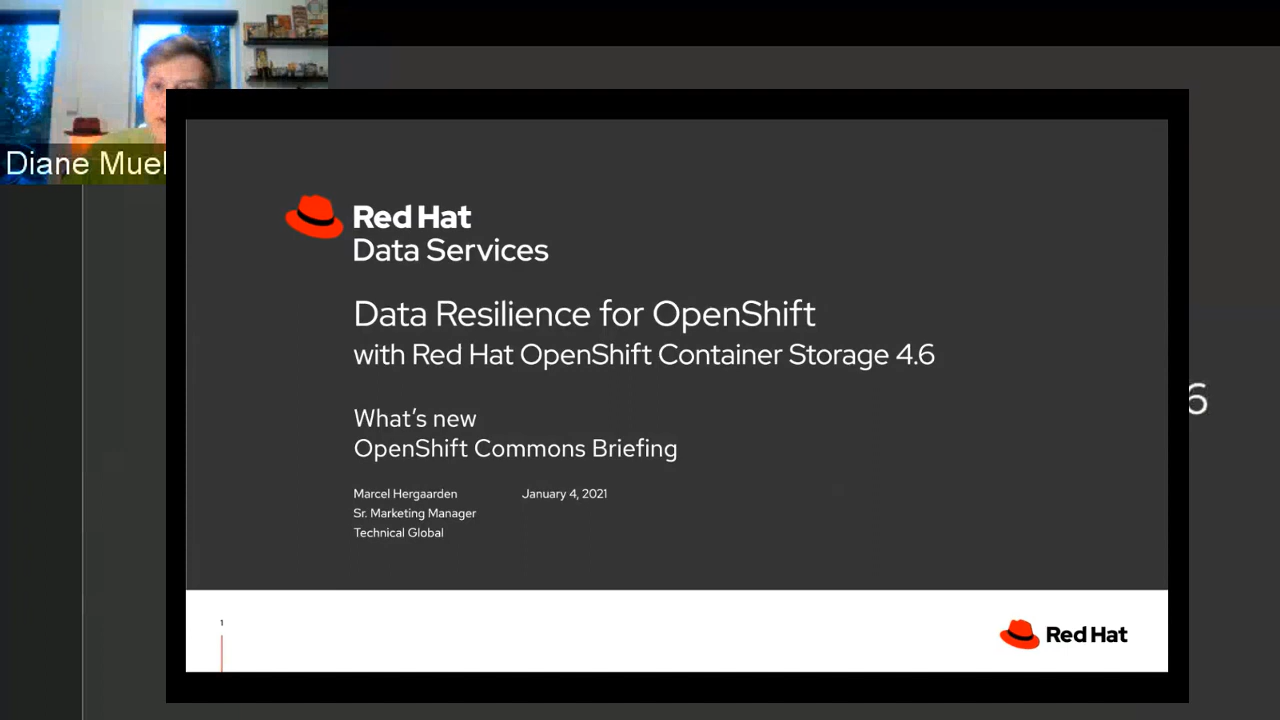 Diane Muel
Red Hat
Data Services
Data Resilience for OpenShift
with Red Hat OpenShift Container Storage 4.6
What's new
OpenShift Commons Briefing
Marcel Hergaarden
January 4, 2021
Sr. Marketing Manager
Technical Global
6
1
Red Hat